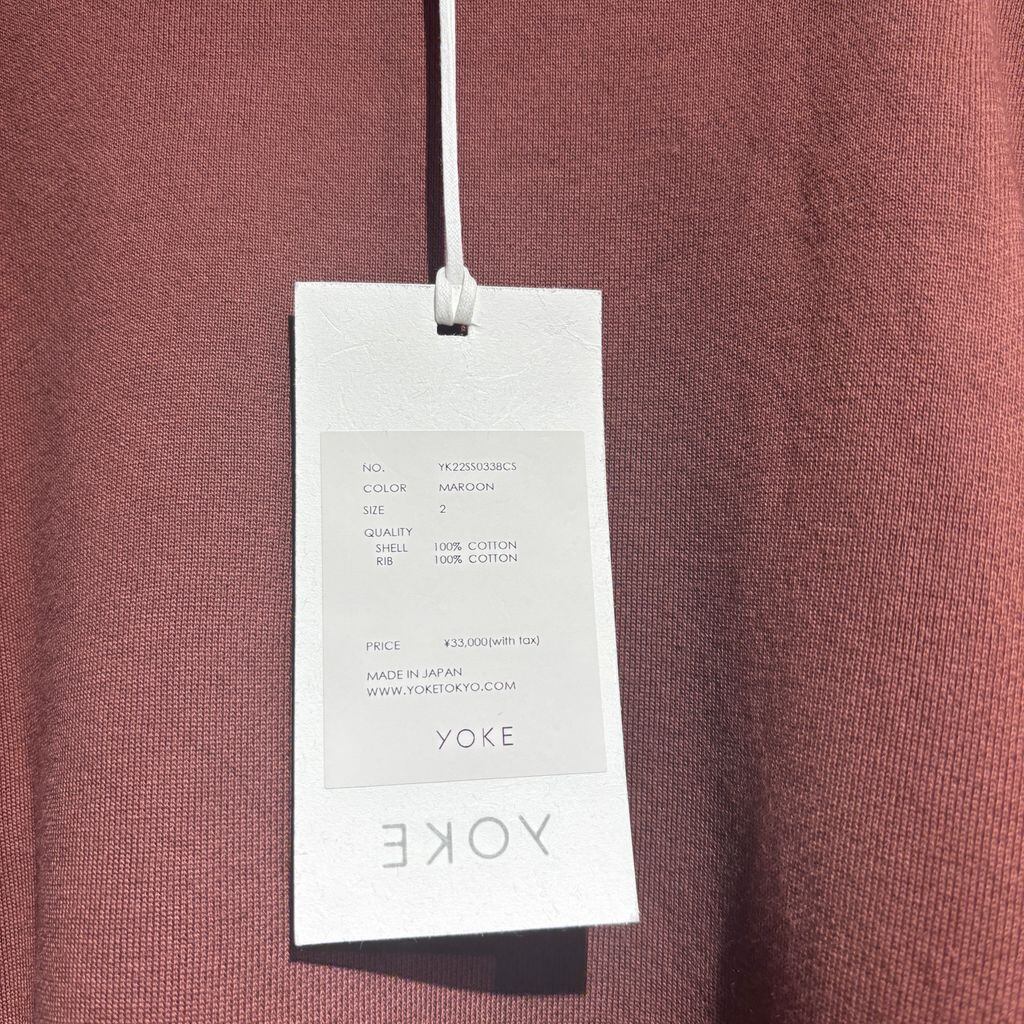 NO. YK22SS0338CS
COLOR MAROON
SIZE 2
QUALITY
SHELL 100% COTTON
RIB 100% COTTON
PRICE ¥33,000(with tax)
MADE IN JAPAN
WWW.YOKETOKYO.COM
YOKE
YOKE